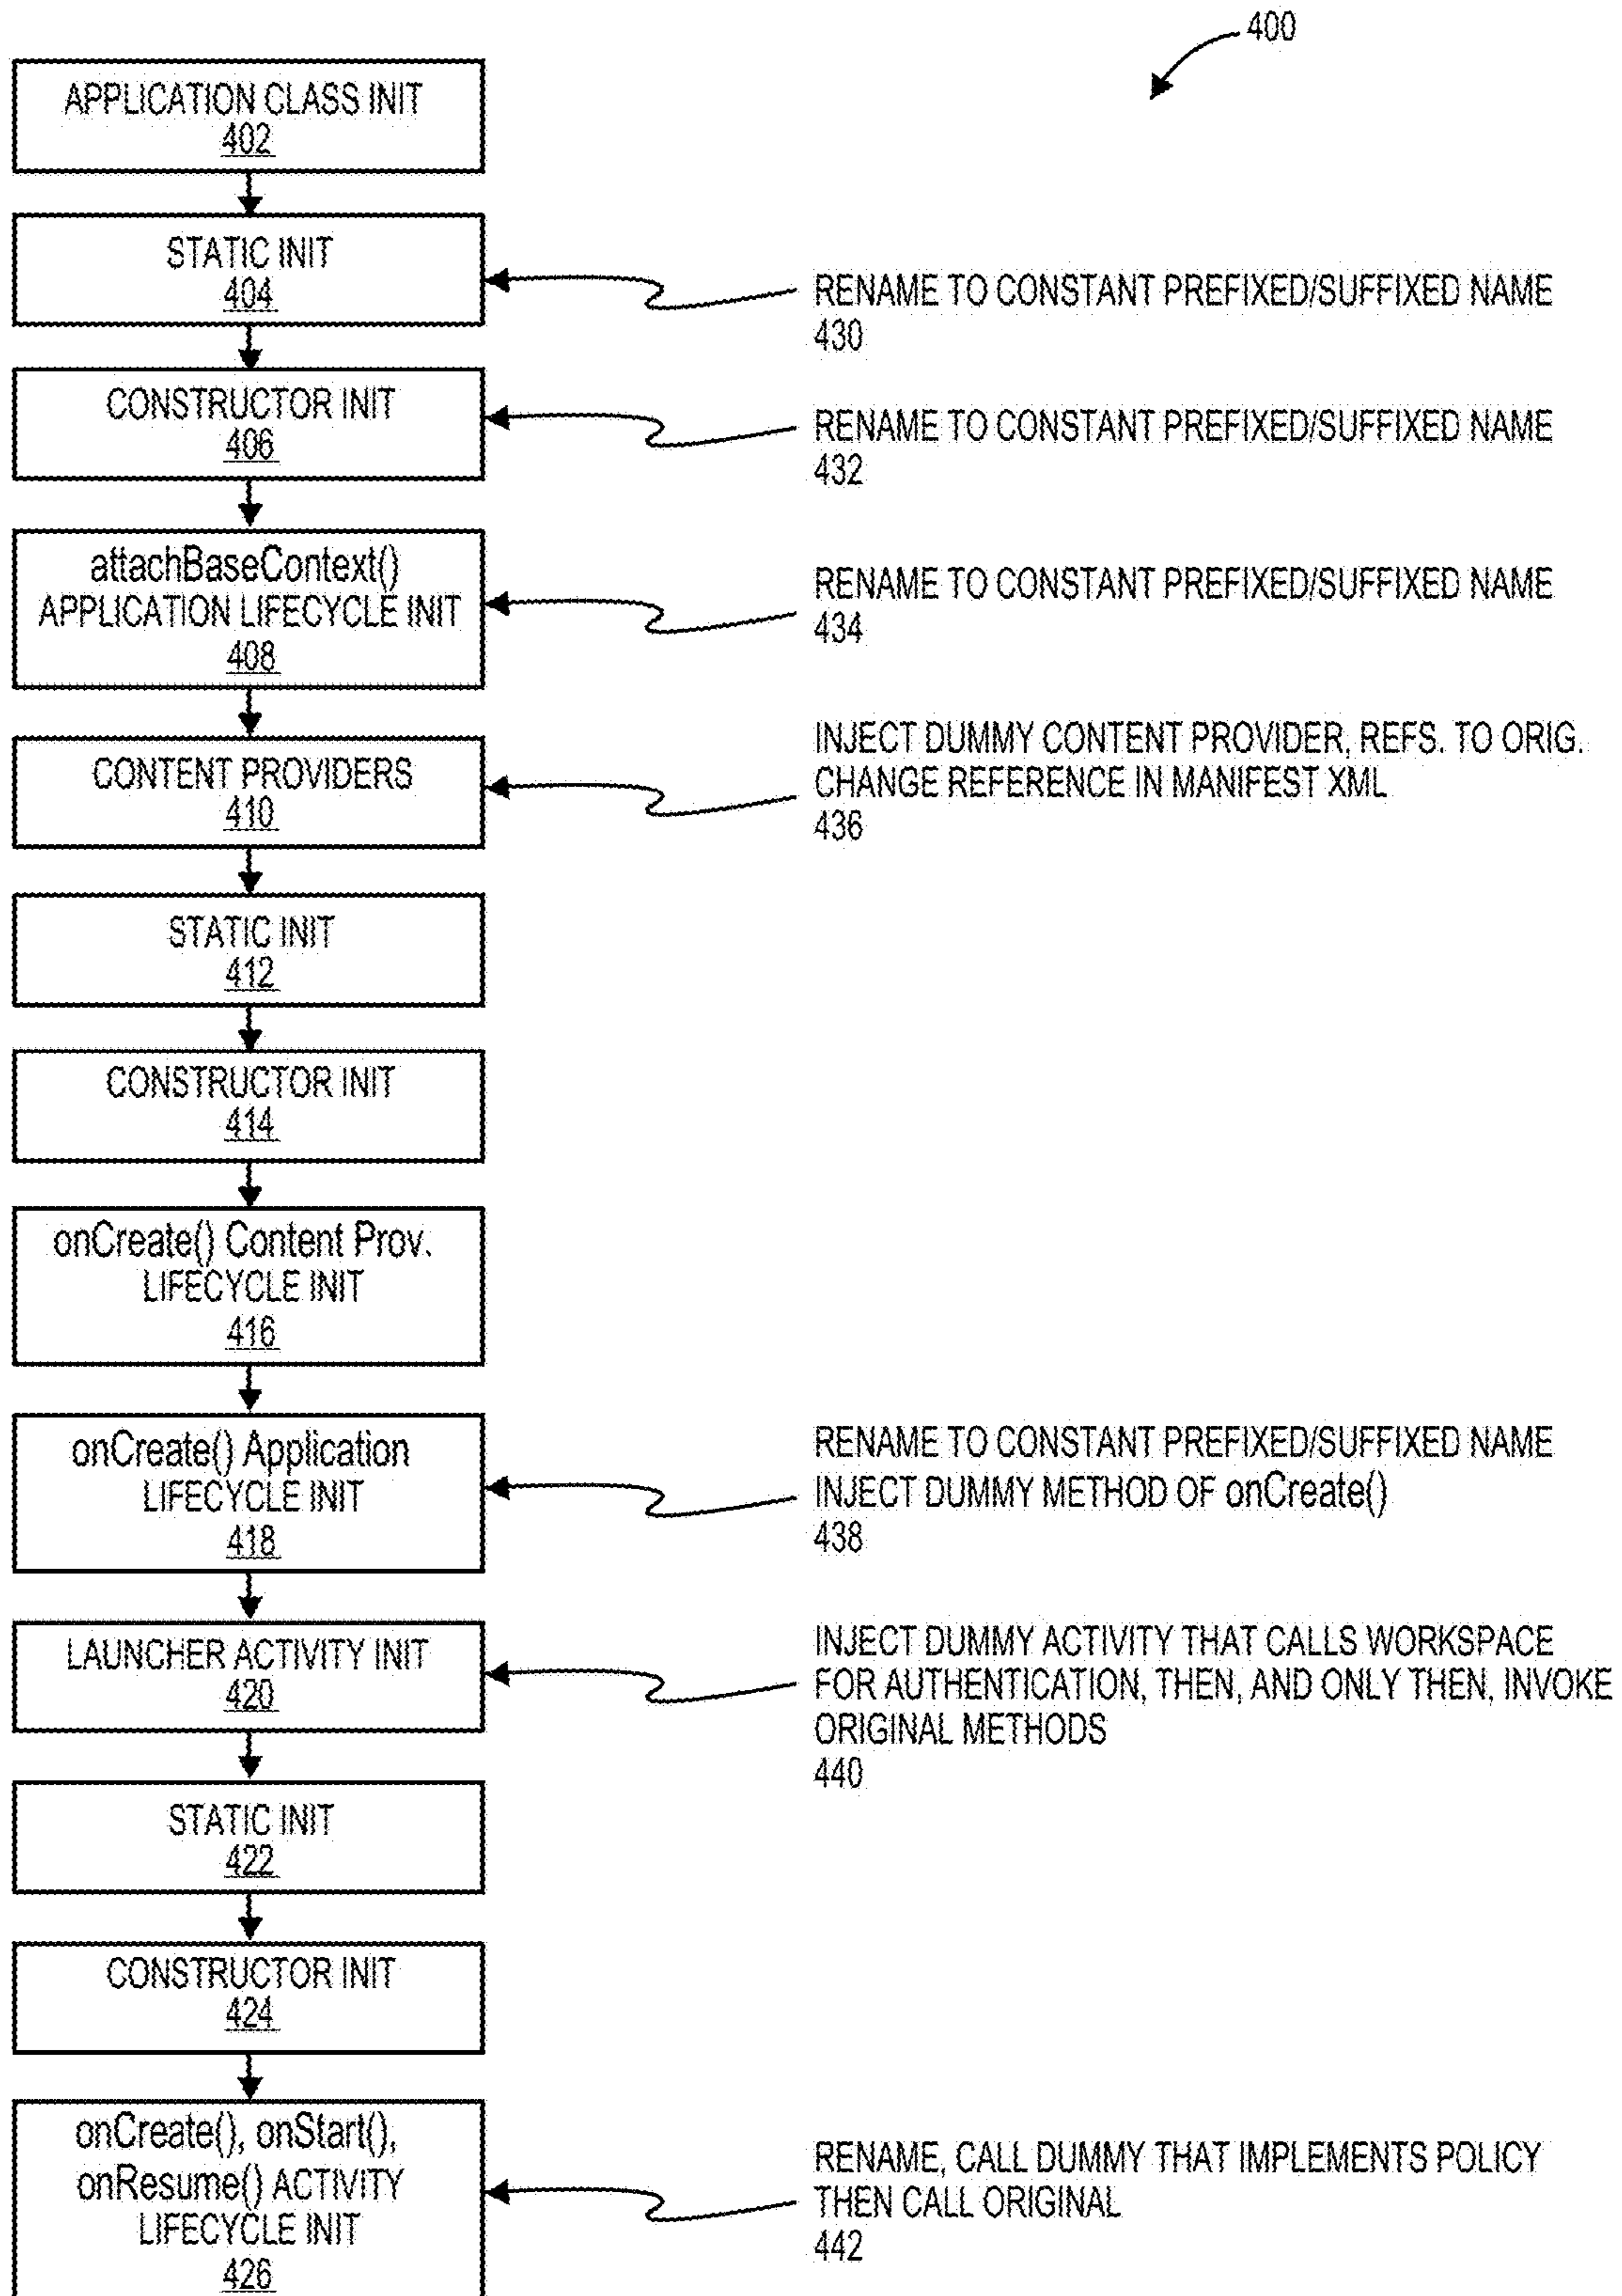 400
APPLICATION CLASS INIT
402
STATIC INIT
404
RENAME TO CONSTANT PREFIXED/SUFFIXED NAME
430
CONSTRUCTOR INIT
406
RENAME TO CONSTANT PREFIXED/SUFFIXED NAME
432
attachBaseContext()
APPLICATION LIFECYCLE INIT
408
RENAME TO CONSTANT PREFIXED/SUFFIXED NAME
434
CONTENT PROVIDERS
410
INJECT DUMMY CONTENT PROVIDER, REFS. TO ORIG.
CHANGE REFERENCE IN MANIFEST XML
436
STATIC INIT
412
CONSTRUCTOR INIT
414
onCreate() Content Prov.
LIFECYCLE INIT
416
onCreate() Application
LIFECYCLE INIT
418
RENAME TO CONSTANT PREFIXED/SUFFIXED NAME
INJECT DUMMY METHOD OF onCreate()
438
LAUNCHER ACTIVITY INIT
420
INJECT DUMMY ACTIVITY THAT CALLS WORKSPACE
FOR AUTHENTICATION, THEN, AND ONLY THEN, INVOKE
ORIGINAL METHODS
440
STATIC INIT
422
CONSTRUCTOR INIT
424
onCreate(), onStart(),
onResume() ACTIVITY
LIFECYCLE INIT
426
RENAME, CALL DUMMY THAT IMPLEMENTS POLICY
THEN CALL ORIGINAL
442